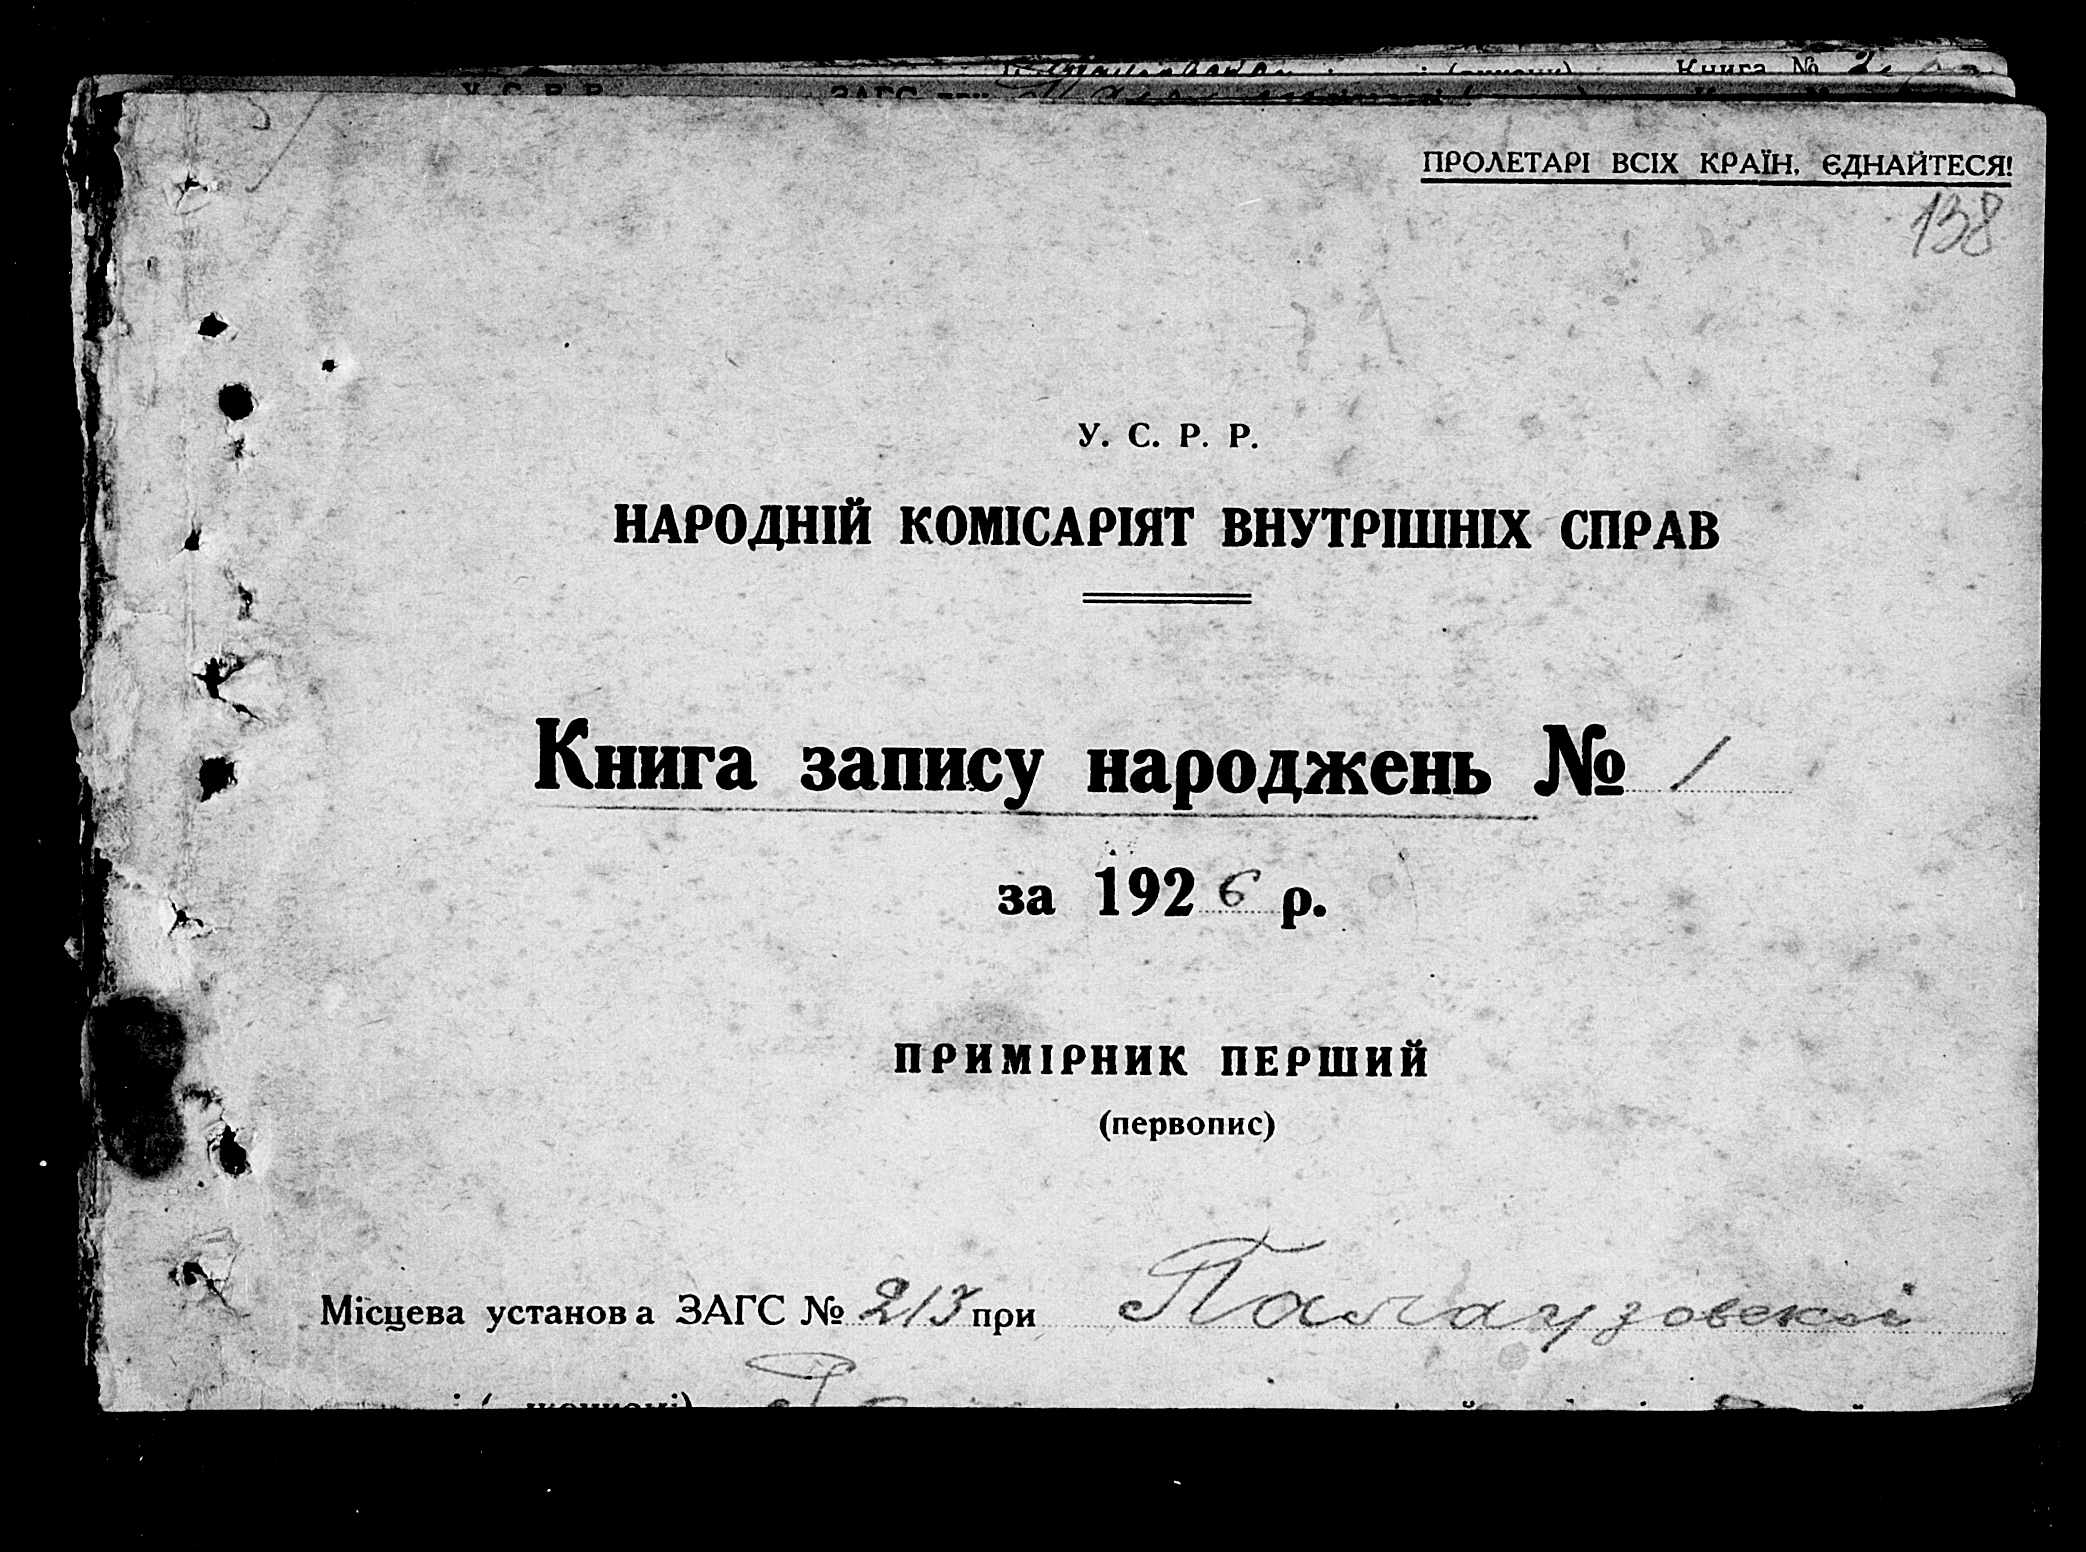 ПРОЛЕТАРІ ВСІХ КРАЇН, ЄДНАЙТЕСЯ!
138
У. С. Р. Р.
НАРОДНІЙ КОМІСАРІЯТ ВНУТРІШНІХ СПРАВ
Книга запису народжень № 1
за 1926 р.
ПРИМІРНИК ПЕРШИЙ
(первопис)
Місцева установа ЗАГС № 213 при